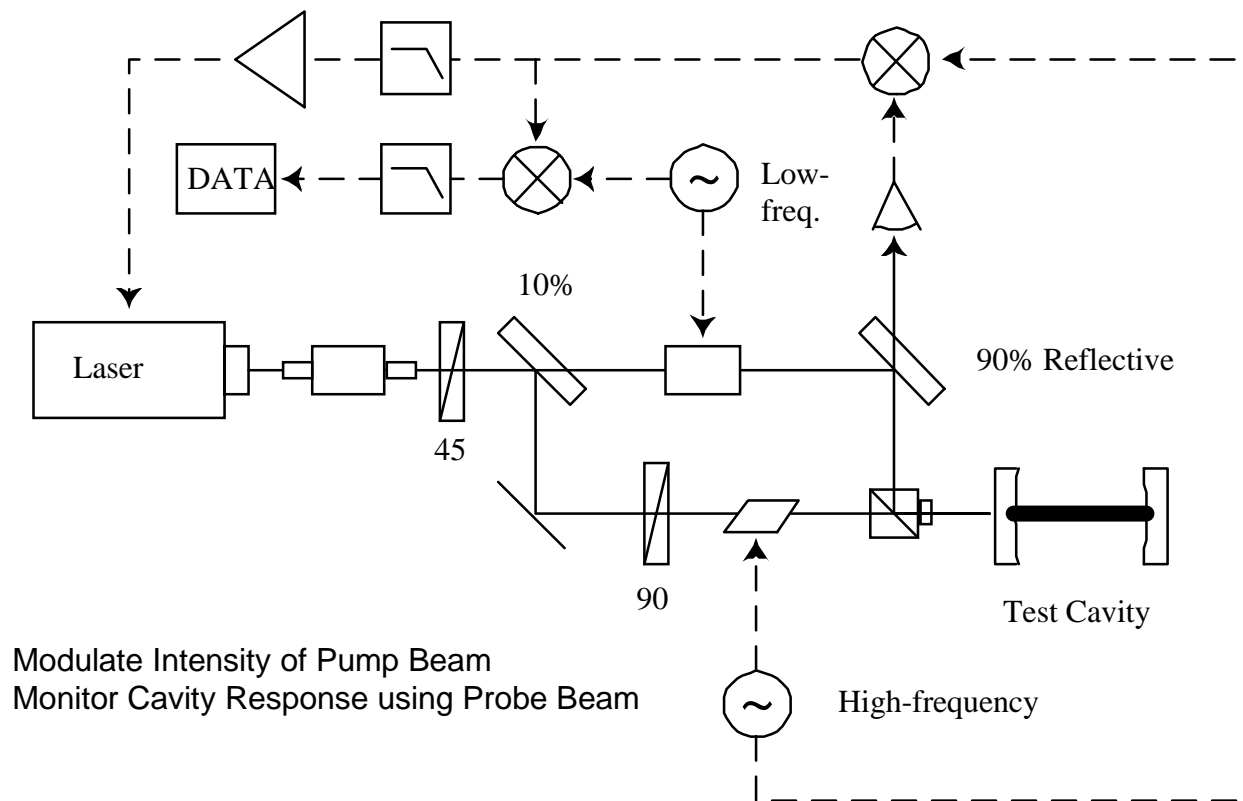 DATA
Low-
freq.
10%
Laser
90% Reflective
45
90
Test Cavity
Modulate Intensity of Pump Beam
Monitor Cavity Response using Probe Beam
High-frequency